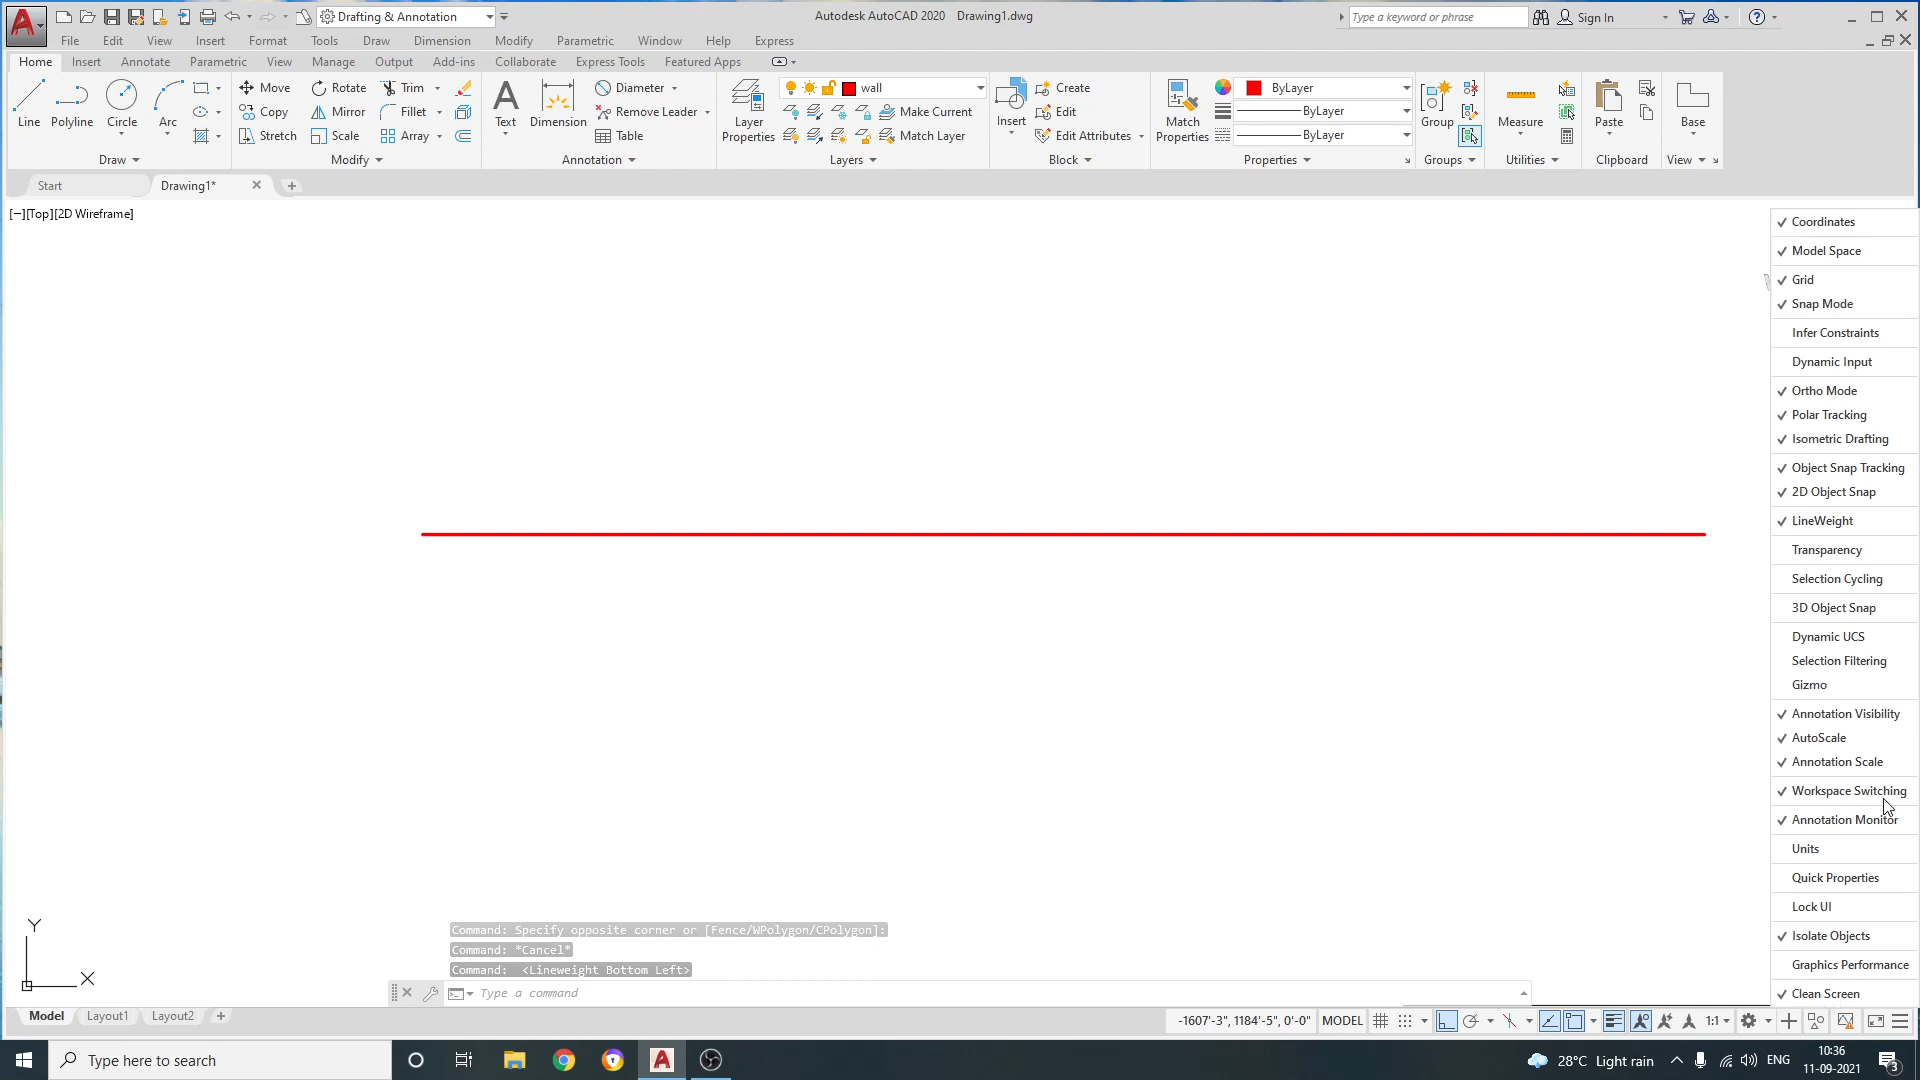 Drafting & Annotation
Autodesk AutoCAD 2020 Drawing1.dwg
Type a keyword or phrase
Sign In
File Edit View Insert Format Tools Draw Dimension Modify Parametric Window Help Express
Home Insert Annotate Parametric View Manage Output Add-ins Collaborate Express Tools Featured Apps
Line Polyline Circle Arc
Move Rotate Trim
Copy Mirror Fillet
Stretch Scale Array
Text Dimension
Diameter
Remove Leader
Table
Layer Properties
wall
Make Current
Match Layer
Insert
Create
Edit
Edit Attributes
Match Properties
ByLayer
ByLayer
ByLayer
Group
Measure
Paste
Base
Draw Modify Annotation Layers Block Properties Groups Utilities Clipboard View
Start Drawing1*
[−][Top][2D Wireframe]
Coordinates
Model Space
Grid
Snap Mode
Infer Constraints
Dynamic Input
Ortho Mode
Polar Tracking
Isometric Drafting
Object Snap Tracking
2D Object Snap
LineWeight
Transparency
Selection Cycling
3D Object Snap
Dynamic UCS
Selection Filtering
Gizmo
Annotation Visibility
AutoScale
Annotation Scale
Workspace Switching
Annotation Monitor
Units
Quick Properties
Lock UI
Isolate Objects
Graphics Performance
Clean Screen
Y
X
Command: Specify opposite corner or [Fence/WPolygon/CPolygon]:
Command: *Cancel*
Command: <Lineweight Bottom Left>
Type a command
Model Layout1 Layout2
-1607'-3", 1184'-5", 0'-0" MODEL 1:1
Type here to search
28°C Light rain ENG
10:36
11-09-2021
3